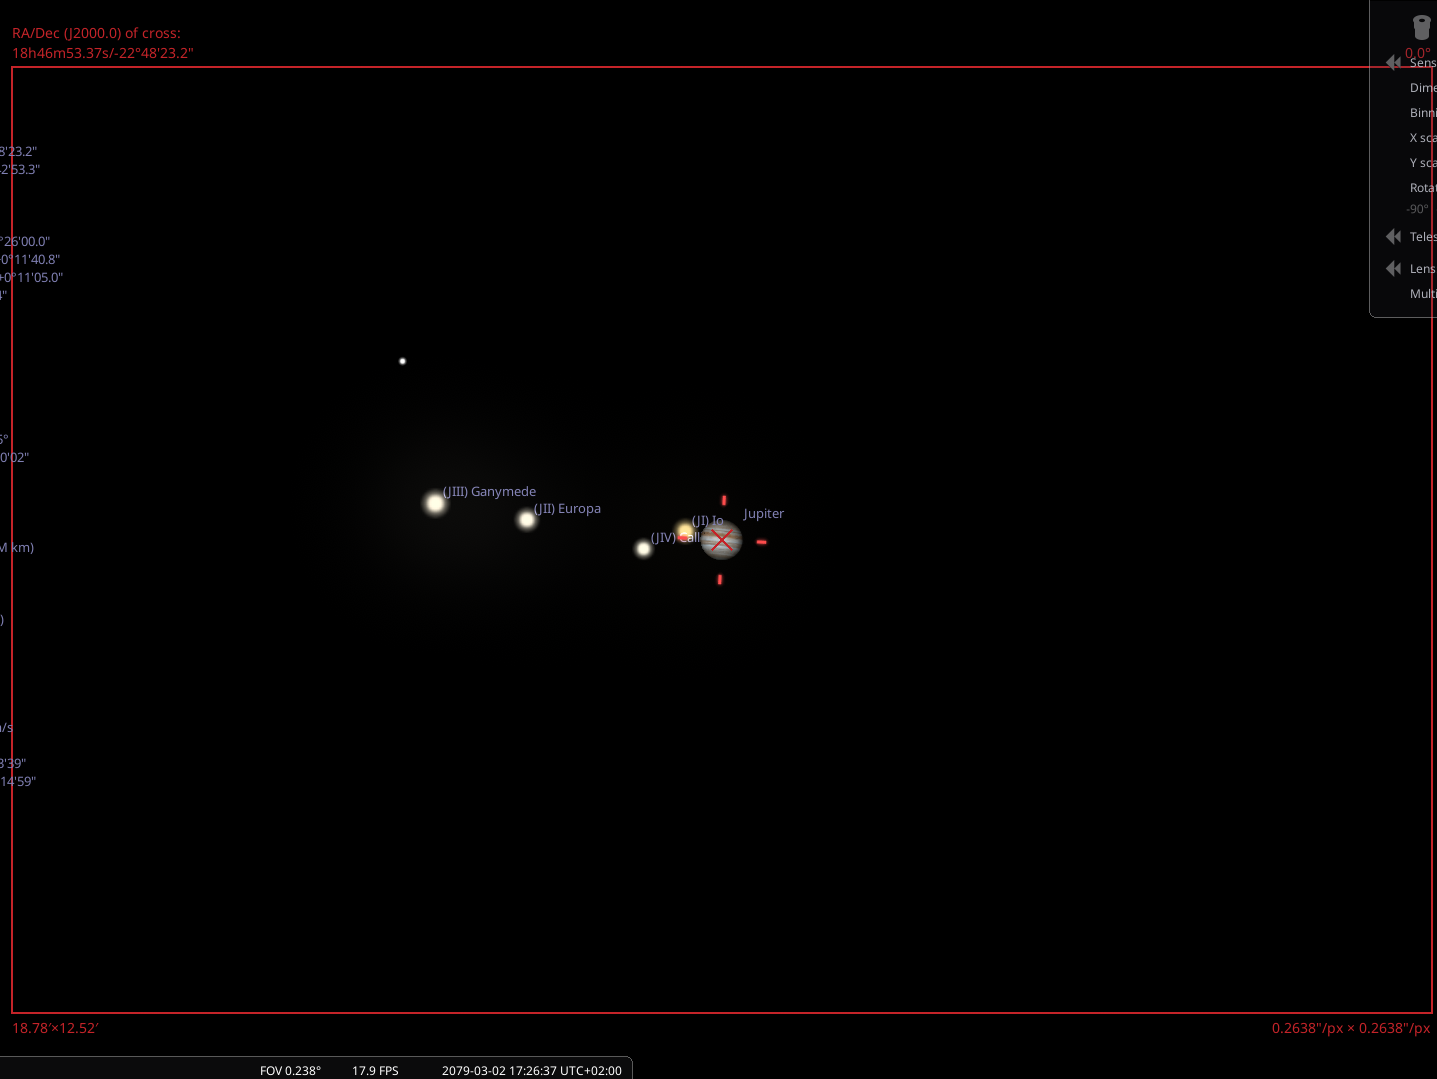 RA/Dec (J2000.0) of cross:
18h46m53.37s/-22°48'23.2"
0.0°
Sens
Dime
Binni
X sca
Y sca
Rotat
-90°
Teles
Lens
Multi
8'23.2"
2'53.3"
°26'00.0"
0°11'40.8"
+0°11'05.0"
(JIII) Ganymede
(JII) Europa
Jupiter
(JI) Io
(JIV) Call
0'02"
M km)
)
/s
3'39"
14'59"
18.78'×12.52'
0.2638"/px × 0.2638"/px
FOV 0.238°
17.9 FPS
2079-03-02 17:26:37 UTC+02:00